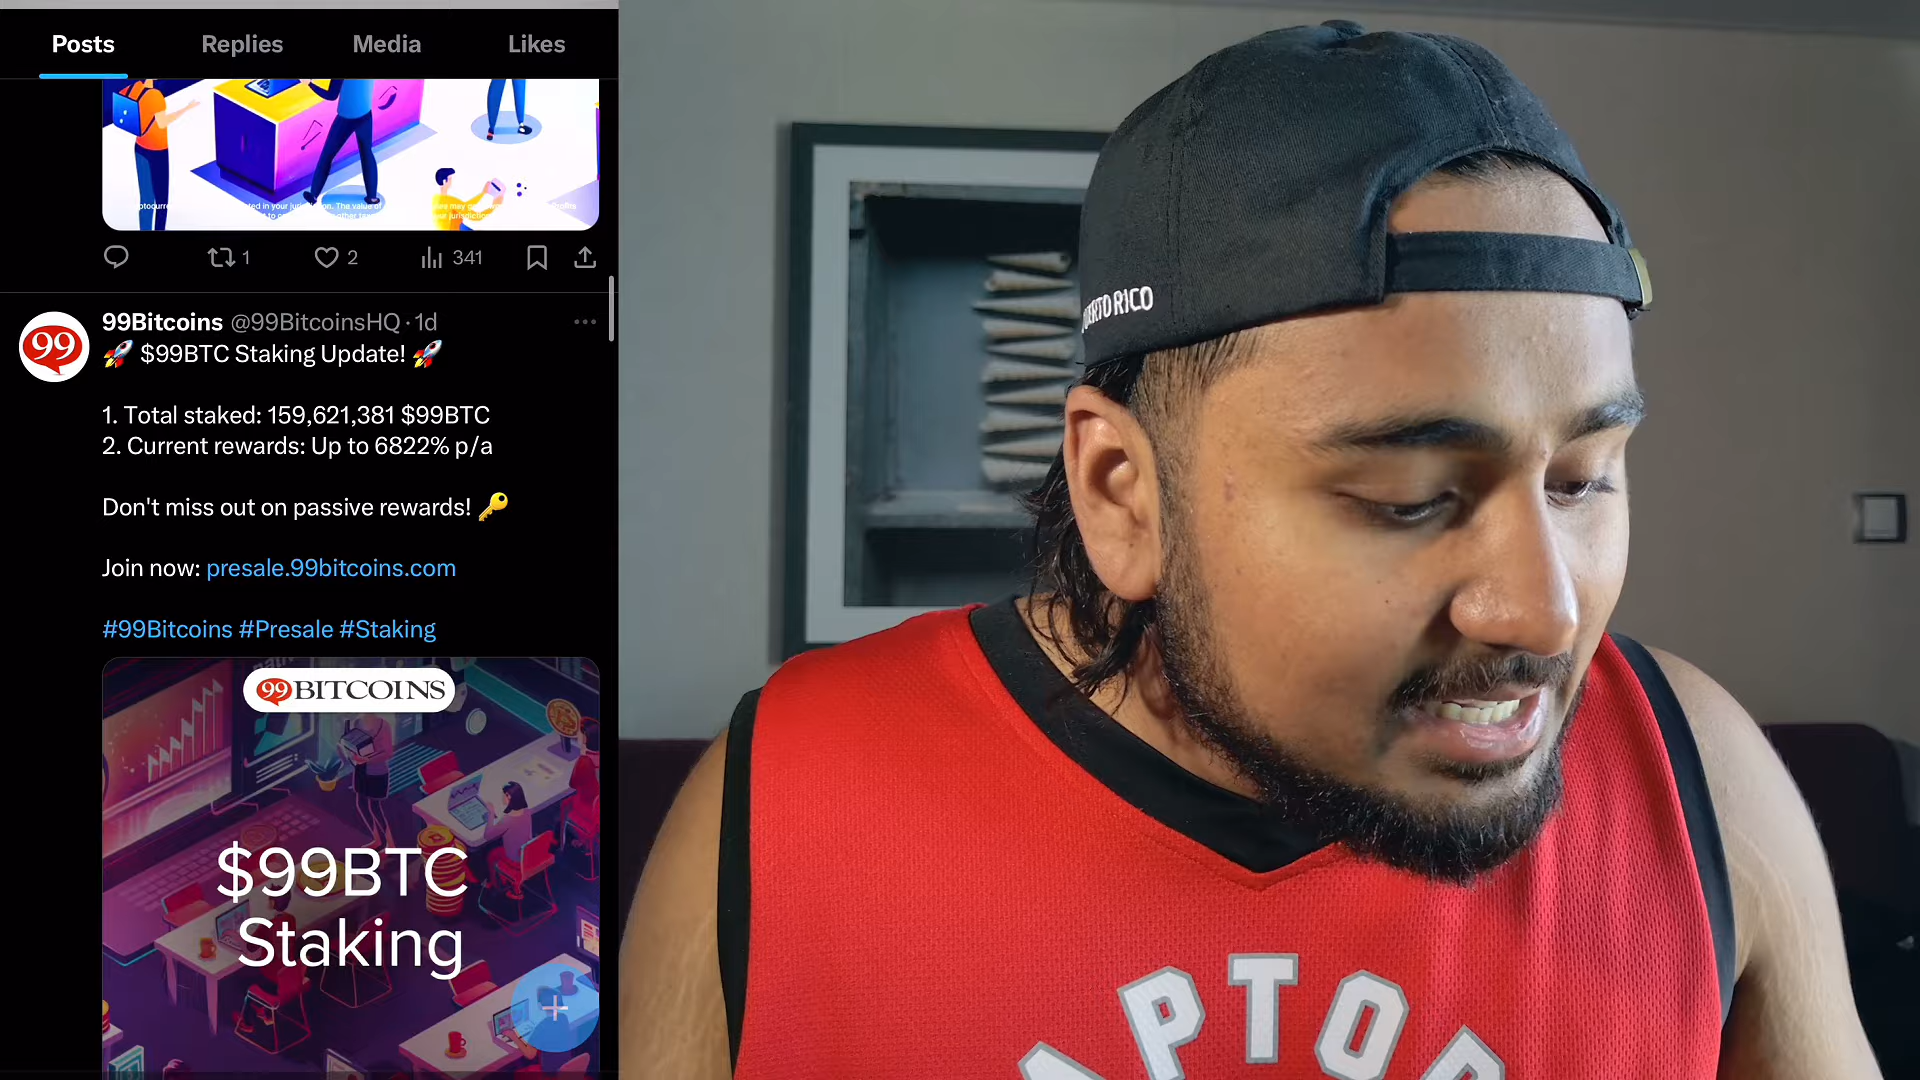 Posts Replies Media Likes
1 2 341
99Bitcoins @99BitcoinsHQ · 1d
🚀 $99BTC Staking Update! 🚀
1. Total staked: 159,621,381 $99BTC
2. Current rewards: Up to 6822% p/a
Don't miss out on passive rewards! 🔑
Join now: presale.99bitcoins.com
#99Bitcoins #Presale #Staking
99
99BITCOINS
$99BTC
Staking
RICO